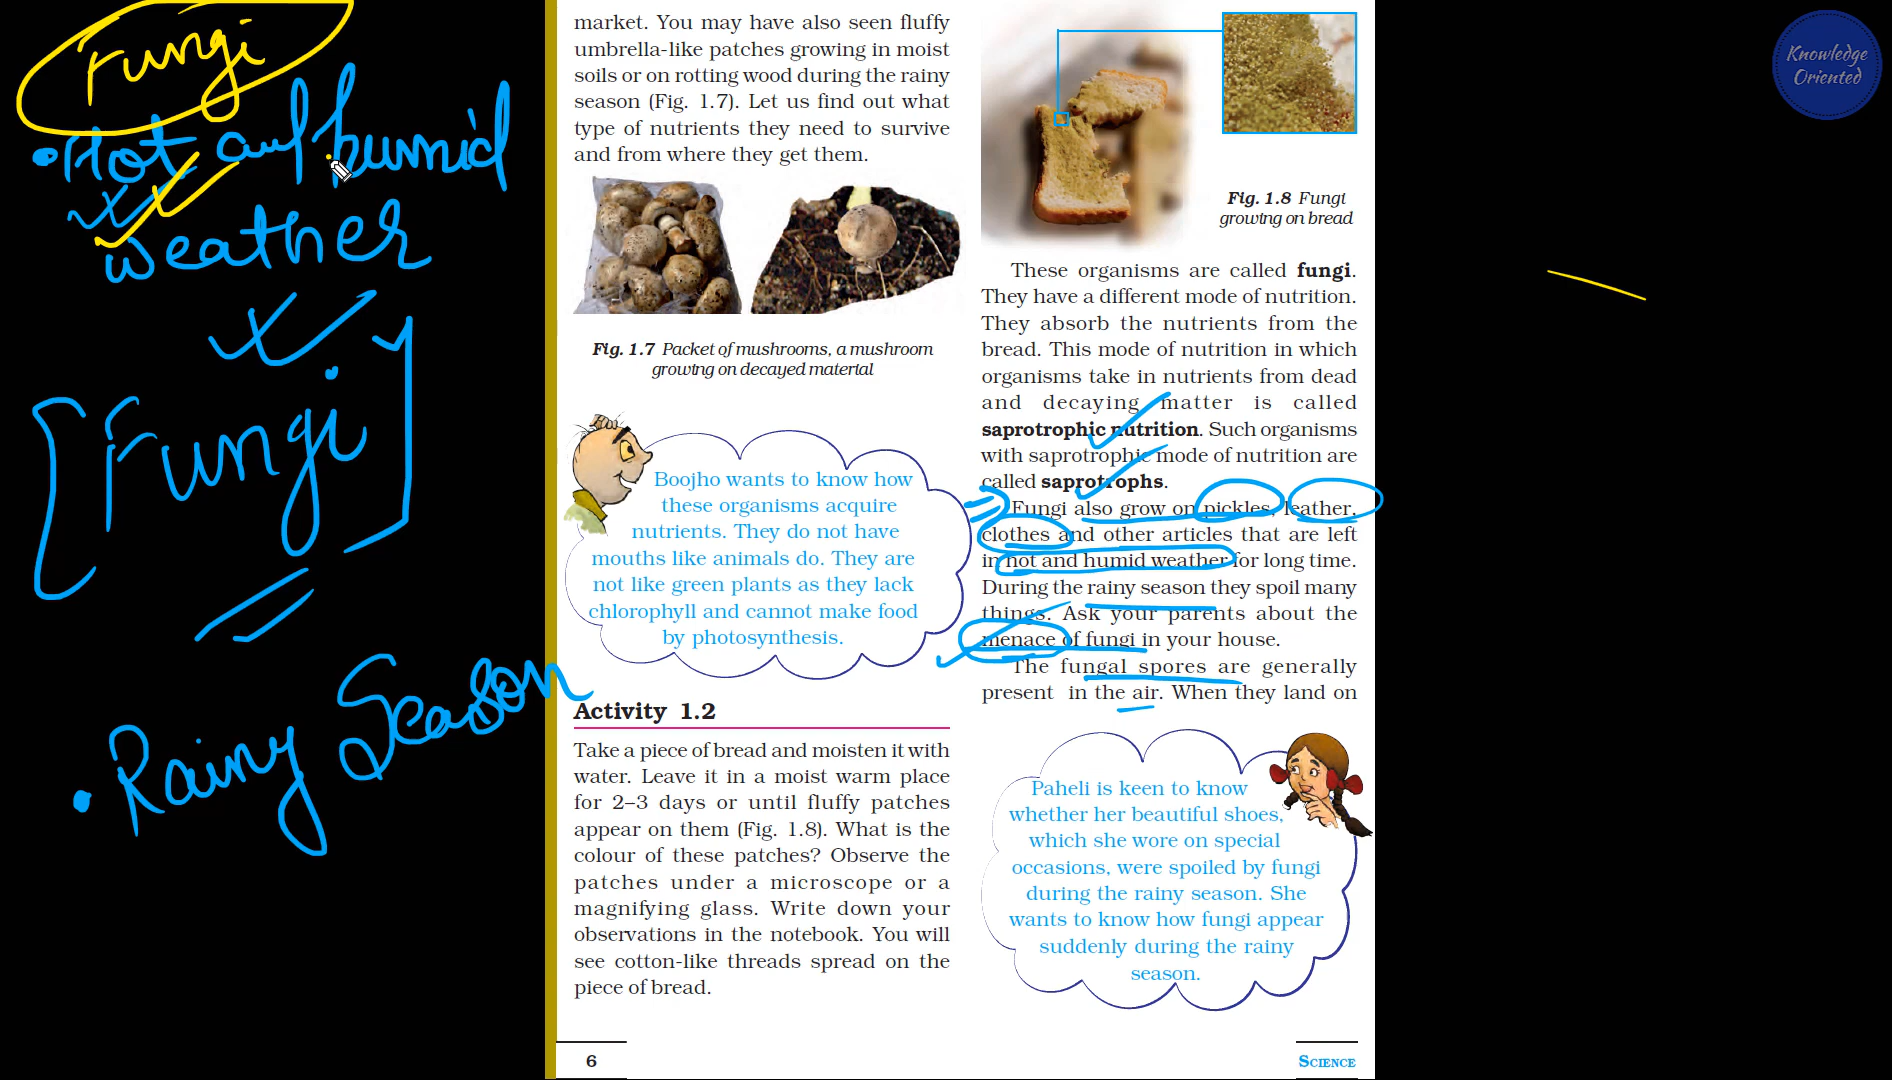 Fungi
• Hot and humid
weather
[Fungi]
• Rainy Season
market. You may have also seen fluffy
umbrella-like patches growing in moist
soils or on rotting wood during the rainy
season (Fig. 1.7). Let us find out what
type of nutrients they need to survive
and from where they get them.
Fig. 1.7 Packet of mushrooms, a mushroom
growing on decayed material
Boojho wants to know how
these organisms acquire
nutrients. They do not have
mouths like animals do. They are
not like green plants as they lack
chlorophyll and cannot make food
by photosynthesis.
Activity 1.2
Take a piece of bread and moisten it with
water. Leave it in a moist warm place
for 2–3 days or until fluffy patches
appear on them (Fig. 1.8). What is the
colour of these patches? Observe the
patches under a microscope or a
magnifying glass. Write down your
observations in the notebook. You will
see cotton-like threads spread on the
piece of bread.
6
Fig. 1.8 Fungi
growing on bread
These organisms are called fungi.
They have a different mode of nutrition.
They absorb the nutrients from the
bread. This mode of nutrition in which
organisms take in nutrients from dead
and decaying matter is called
saprotrophic nutrition. Such organisms
with saprotrophic mode of nutrition are
called saprotrophs.
Fungi also grow on pickles, leather,
clothes and other articles that are left
in hot and humid weather for long time.
During the rainy season they spoil many
things. Ask your parents about the
menace of fungi in your house.
The fungal spores are generally
present in the air. When they land on
Paheli is keen to know
whether her beautiful shoes,
which she wore on special
occasions, were spoiled by fungi
during the rainy season. She
wants to know how fungi appear
suddenly during the rainy
season.
SCIENCE
Knowledge
Oriented